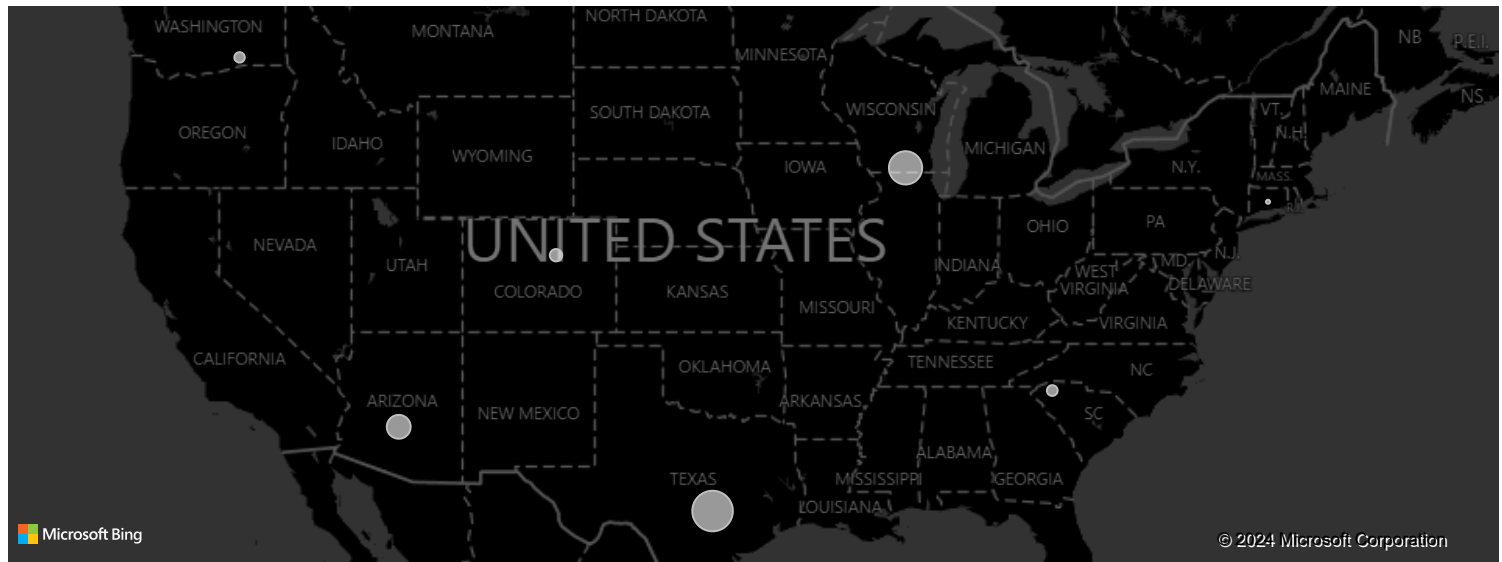 WASHINGTON
MONTANA
NORTH DAKOTA
MINNESOTA
NB
P.E.I.
OREGON
IDAHO
WYOMING
SOUTH DAKOTA
WISCONSIN
MICHIGAN
IOWA
N.Y.
VT.
N.H.
MAINE
NS
MASS.
R.I.
NEVADA
UTAH
UNITED STATES
COLORADO
KANSAS
MISSOURI
INDIANA
OHIO
PA
N.J.
MD.
DELAWARE
WEST
VIRGINIA
VIRGINIA
KENTUCKY
CALIFORNIA
ARIZONA
NEW MEXICO
OKLAHOMA
ARKANSAS
TENNESSEE
NC
SC
TEXAS
LOUISIANA
MISSISSIPPI
ALABAMA
GEORGIA
Microsoft Bing
© 2024 Microsoft Corporation